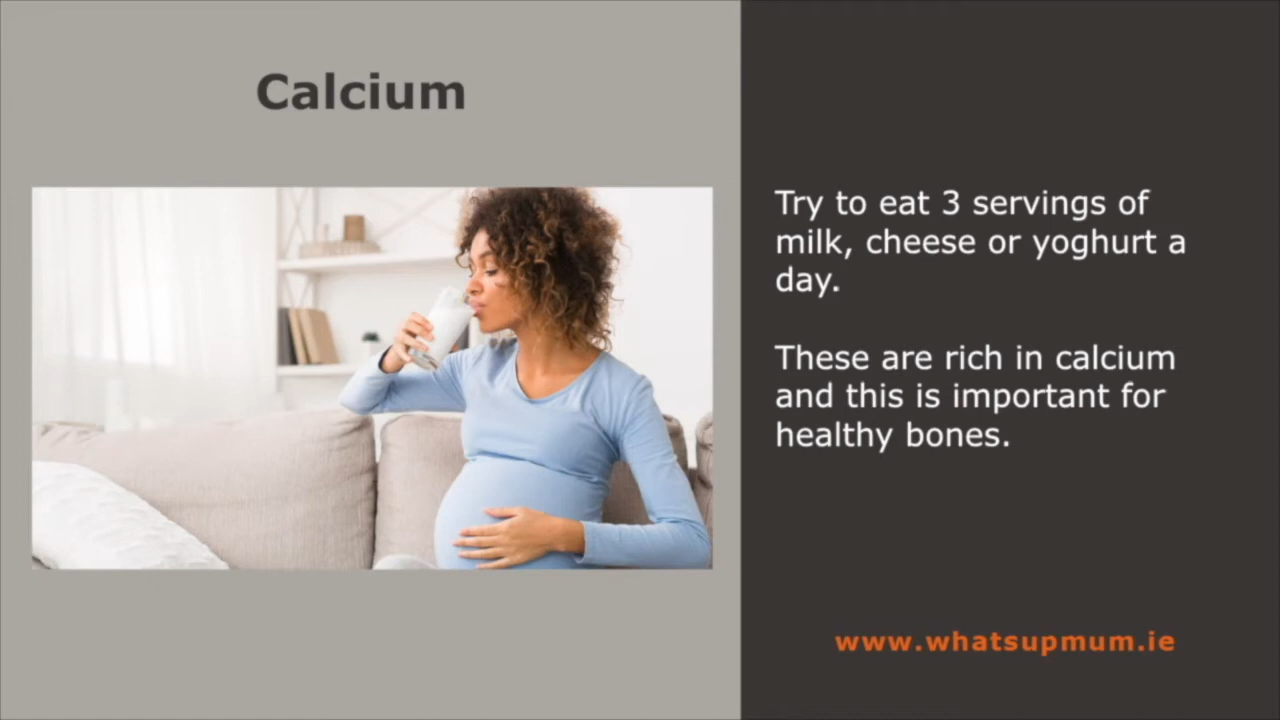 Calcium
Try to eat 3 servings of
milk, cheese or yoghurt a
day.
These are rich in calcium
and this is important for
healthy bones.
www.whatsupmum.ie